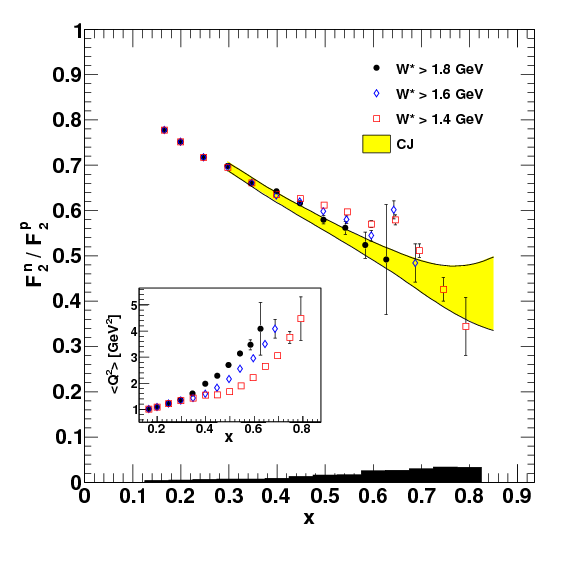 1
0.9
0.8
0.7
0.6
0.5
0.4
0.3
0.2
0.1
0
F₂ⁿ / F₂ᵖ
W* > 1.8 GeV
W* > 1.6 GeV
W* > 1.4 GeV
CJ
<Q²> [GeV²]
5
4
3
2
1
0.2 0.4 0.6 0.8
x
0 0.1 0.2 0.3 0.4 0.5 0.6 0.7 0.8 0.9
x